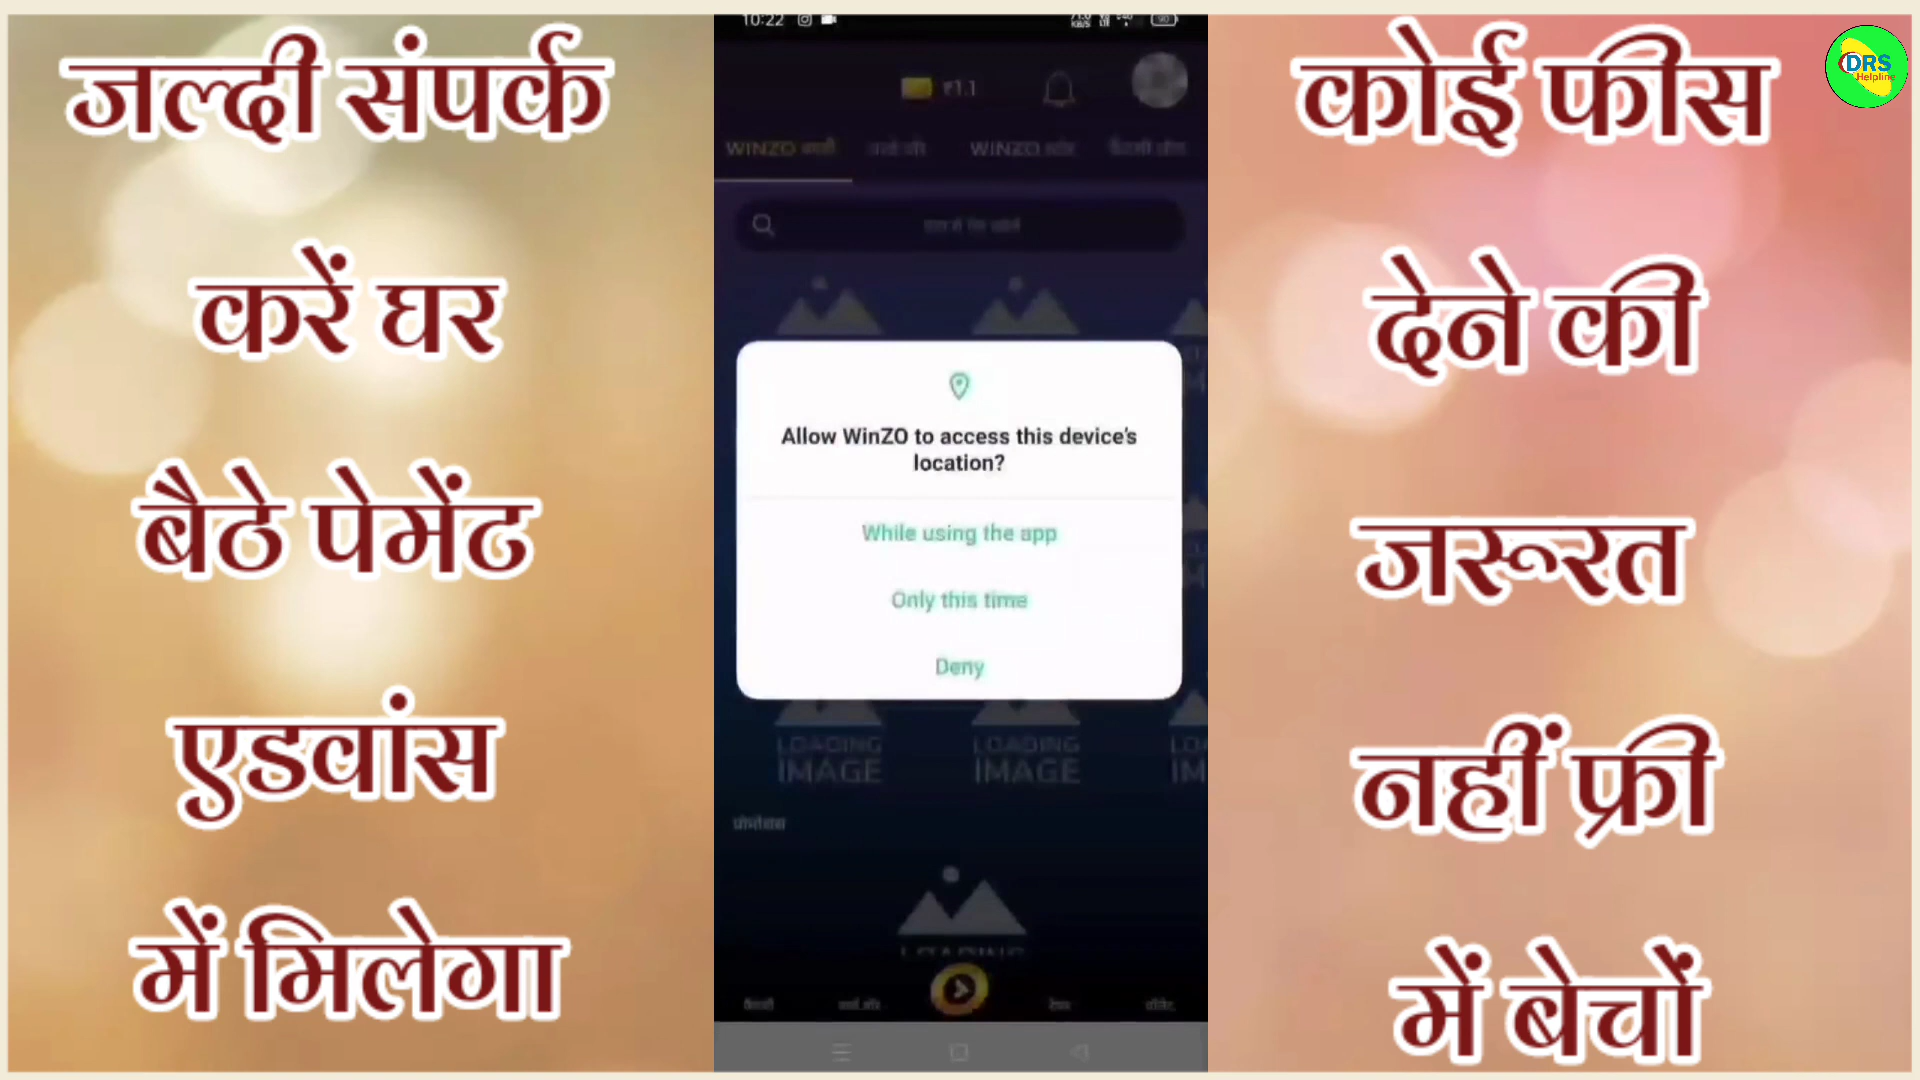 जल्दी संपर्क
करें घर
बैठे पेमेंट
एडवांस
में मिलेगा
10:22
₹1.1
WINZO
WINZO
Allow WinZO to access this device's
location?
While using the app
Only this time
Deny
LOADING
IMAGE
LOADING
IMAGE
कोई फीस
देने की
जरूरत
नहीं फ्री
में बेचों
DRS
Helpline